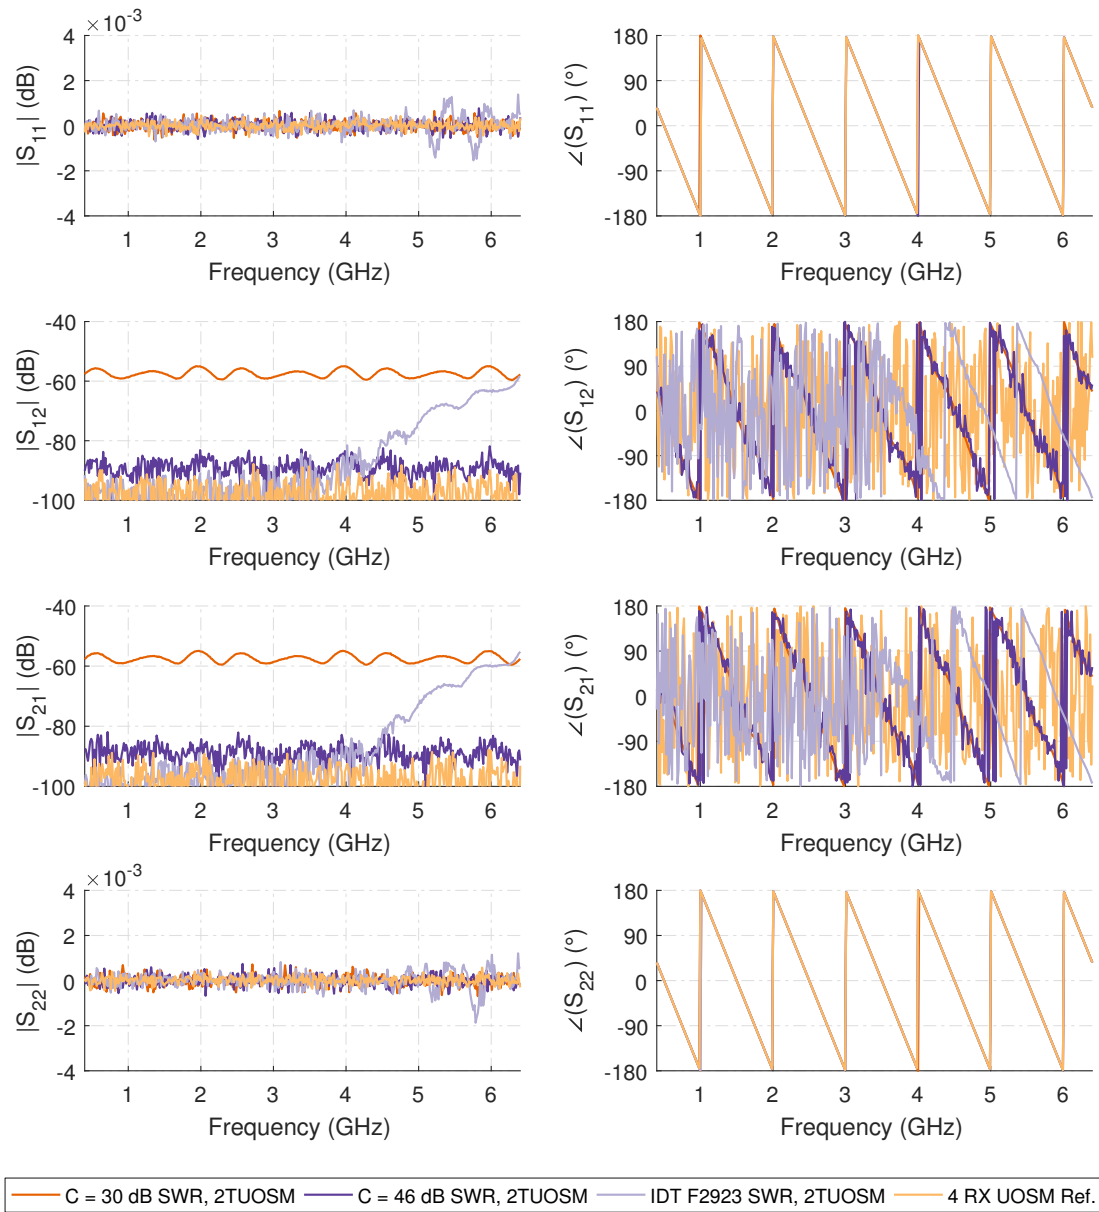 ×10⁻³
4
2
0
-2
-4
|S₁₁| (dB)
1 2 3 4 5 6
Frequency (GHz)
180
90
0
-90
-180
∠(S₁₁) (°)
1 2 3 4 5 6
Frequency (GHz)
-40
-60
-80
-100
|S₁₂| (dB)
1 2 3 4 5 6
Frequency (GHz)
180
90
0
-90
-180
∠(S₁₂) (°)
1 2 3 4 5 6
Frequency (GHz)
-40
-60
-80
-100
|S₂₁| (dB)
1 2 3 4 5 6
Frequency (GHz)
180
90
0
-90
-180
∠(S₂₁) (°)
1 2 3 4 5 6
Frequency (GHz)
×10⁻³
4
2
0
-2
-4
|S₂₂| (dB)
1 2 3 4 5 6
Frequency (GHz)
180
90
0
-90
-180
∠(S₂₂) (°)
1 2 3 4 5 6
Frequency (GHz)
C = 30 dB SWR, 2TUOSM C = 46 dB SWR, 2TUOSM IDT F2923 SWR, 2TUOSM 4 RX UOSM Ref.